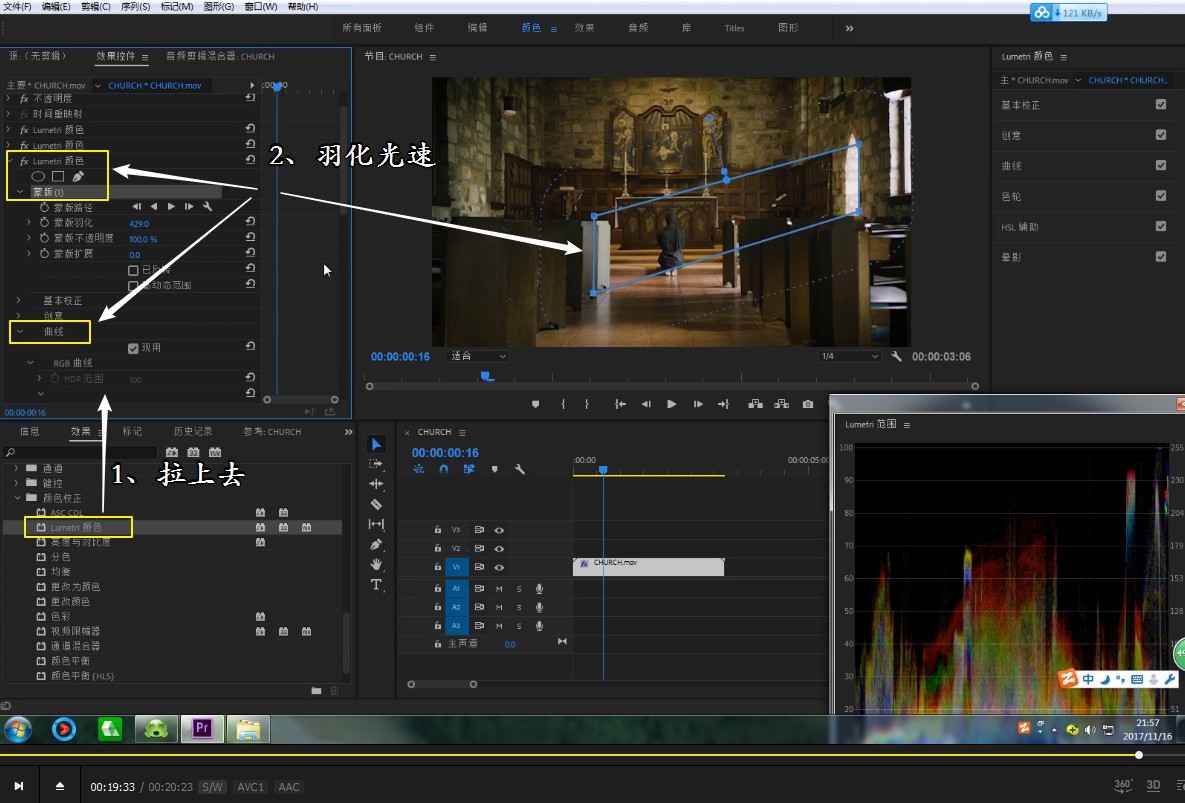 文件(F) 编辑(E) 剪辑(C) 序列(S) 标记(M) 图形(G) 窗口(W) 帮助(H)
121 KB/s
所有面板 组件 编辑 颜色 效果 音频 库 Titles 图形
源:（无剪辑） 效果控件 音频剪辑混合器: CHURCH
节目: CHURCH
Lumetri 颜色
主要 * CHURCH.mov CHURCH * CHURCH.mov :00:00
主 * CHURCH.mov CHURCH * CHURCH...
fx 不透明度
fx 时间重映射
fx Lumetri 颜色
fx Lumetri 颜色
fx Lumetri 颜色
蒙版(1)
蒙版路径
蒙版羽化 429.0
蒙版不透明度 100.0 %
蒙版扩展 0.0
基本校正
创意
曲线
现用
RGB 曲线
HDR 范围 100
00:00:00:16
2、羽化光速
1、拉上去
00:00:00:16 适合 1/4 00:00:03:06
基本校正
创意
曲线
色轮
HSL 辅助
晕影
信息 效果 标记 历史记录 参考: CHURCH
通道
键控
颜色校正
ASC CDL
Lumetri 颜色
亮度与对比度
分色
均衡
更改为颜色
更改颜色
色彩
视频限幅器
通道混合器
颜色平衡
颜色平衡 (HLS)
× CHURCH
00:00:00:16
:00:00 00:00:05:00
V3
V2
V1
fx CHURCH.mov
A1 M S
A2 M S
A3 M S
主声道 0.0
Lumetri 范围
100 255
90 230
80 204
70
60
50
40
30
20 51
中
Pr
21:57
2017/11/16
00:19:33 / 00:20:23 S/W AVC1 AAC
360° 3D